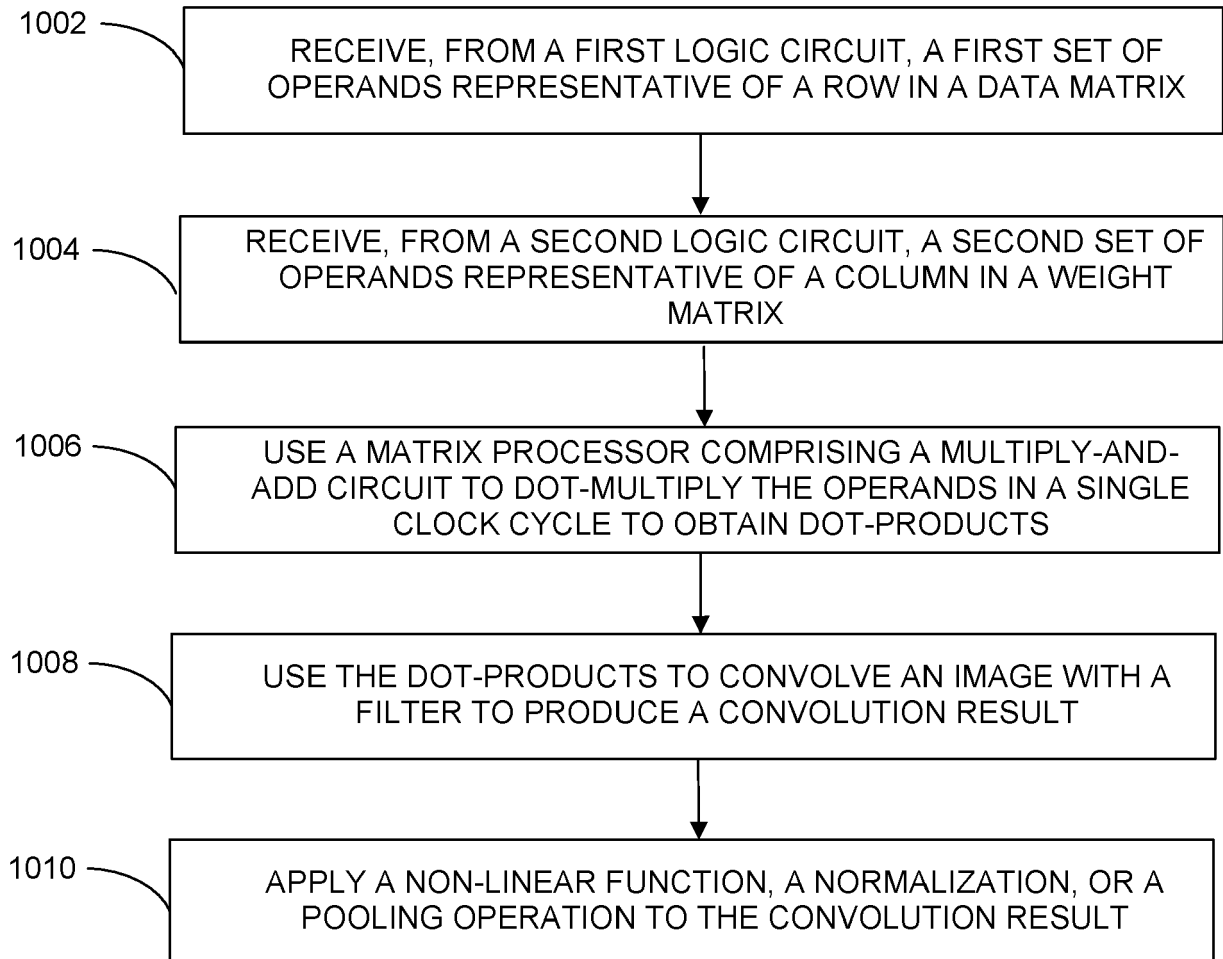 1002
RECEIVE, FROM A FIRST LOGIC CIRCUIT, A FIRST SET OF
OPERANDS REPRESENTATIVE OF A ROW IN A DATA MATRIX
1004
RECEIVE, FROM A SECOND LOGIC CIRCUIT, A SECOND SET OF
OPERANDS REPRESENTATIVE OF A COLUMN IN A WEIGHT
MATRIX
1006
USE A MATRIX PROCESSOR COMPRISING A MULTIPLY-AND-
ADD CIRCUIT TO DOT-MULTIPLY THE OPERANDS IN A SINGLE
CLOCK CYCLE TO OBTAIN DOT-PRODUCTS
1008
USE THE DOT-PRODUCTS TO CONVOLVE AN IMAGE WITH A
FILTER TO PRODUCE A CONVOLUTION RESULT
1010
APPLY A NON-LINEAR FUNCTION, A NORMALIZATION, OR A
POOLING OPERATION TO THE CONVOLUTION RESULT